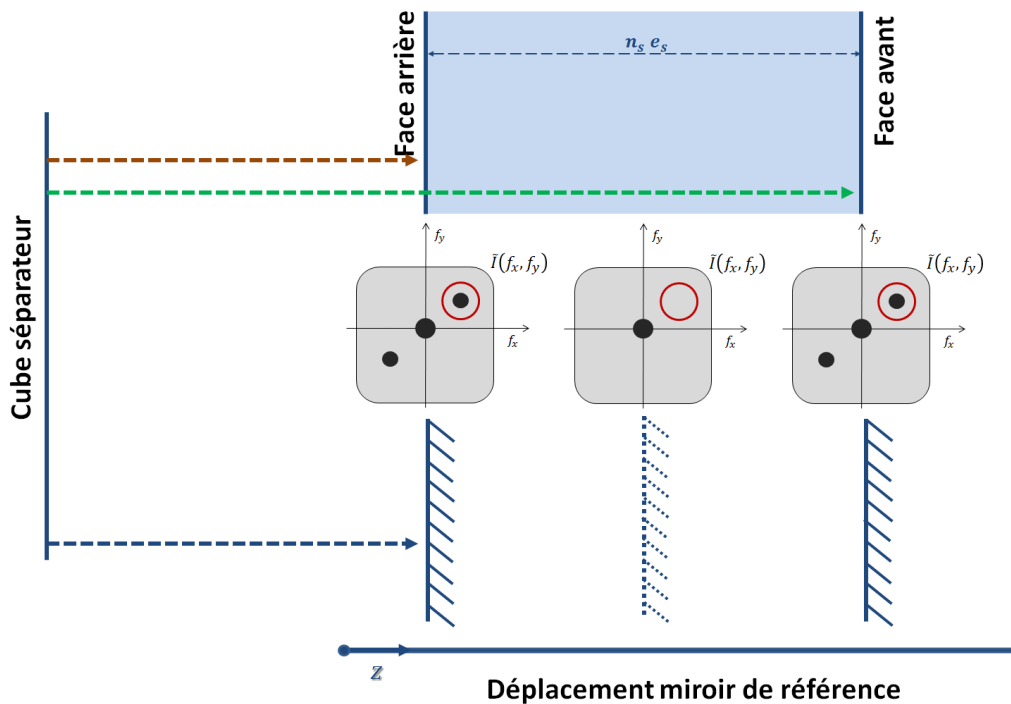 Face arrière
n_s e_s
Face avant
Cube séparateur
f_y
Ĩ(f_x, f_y)
f_x
f_y
Ĩ(f_x, f_y)
f_x
f_y
Ĩ(f_x, f_y)
f_x
z
Déplacement miroir de référence